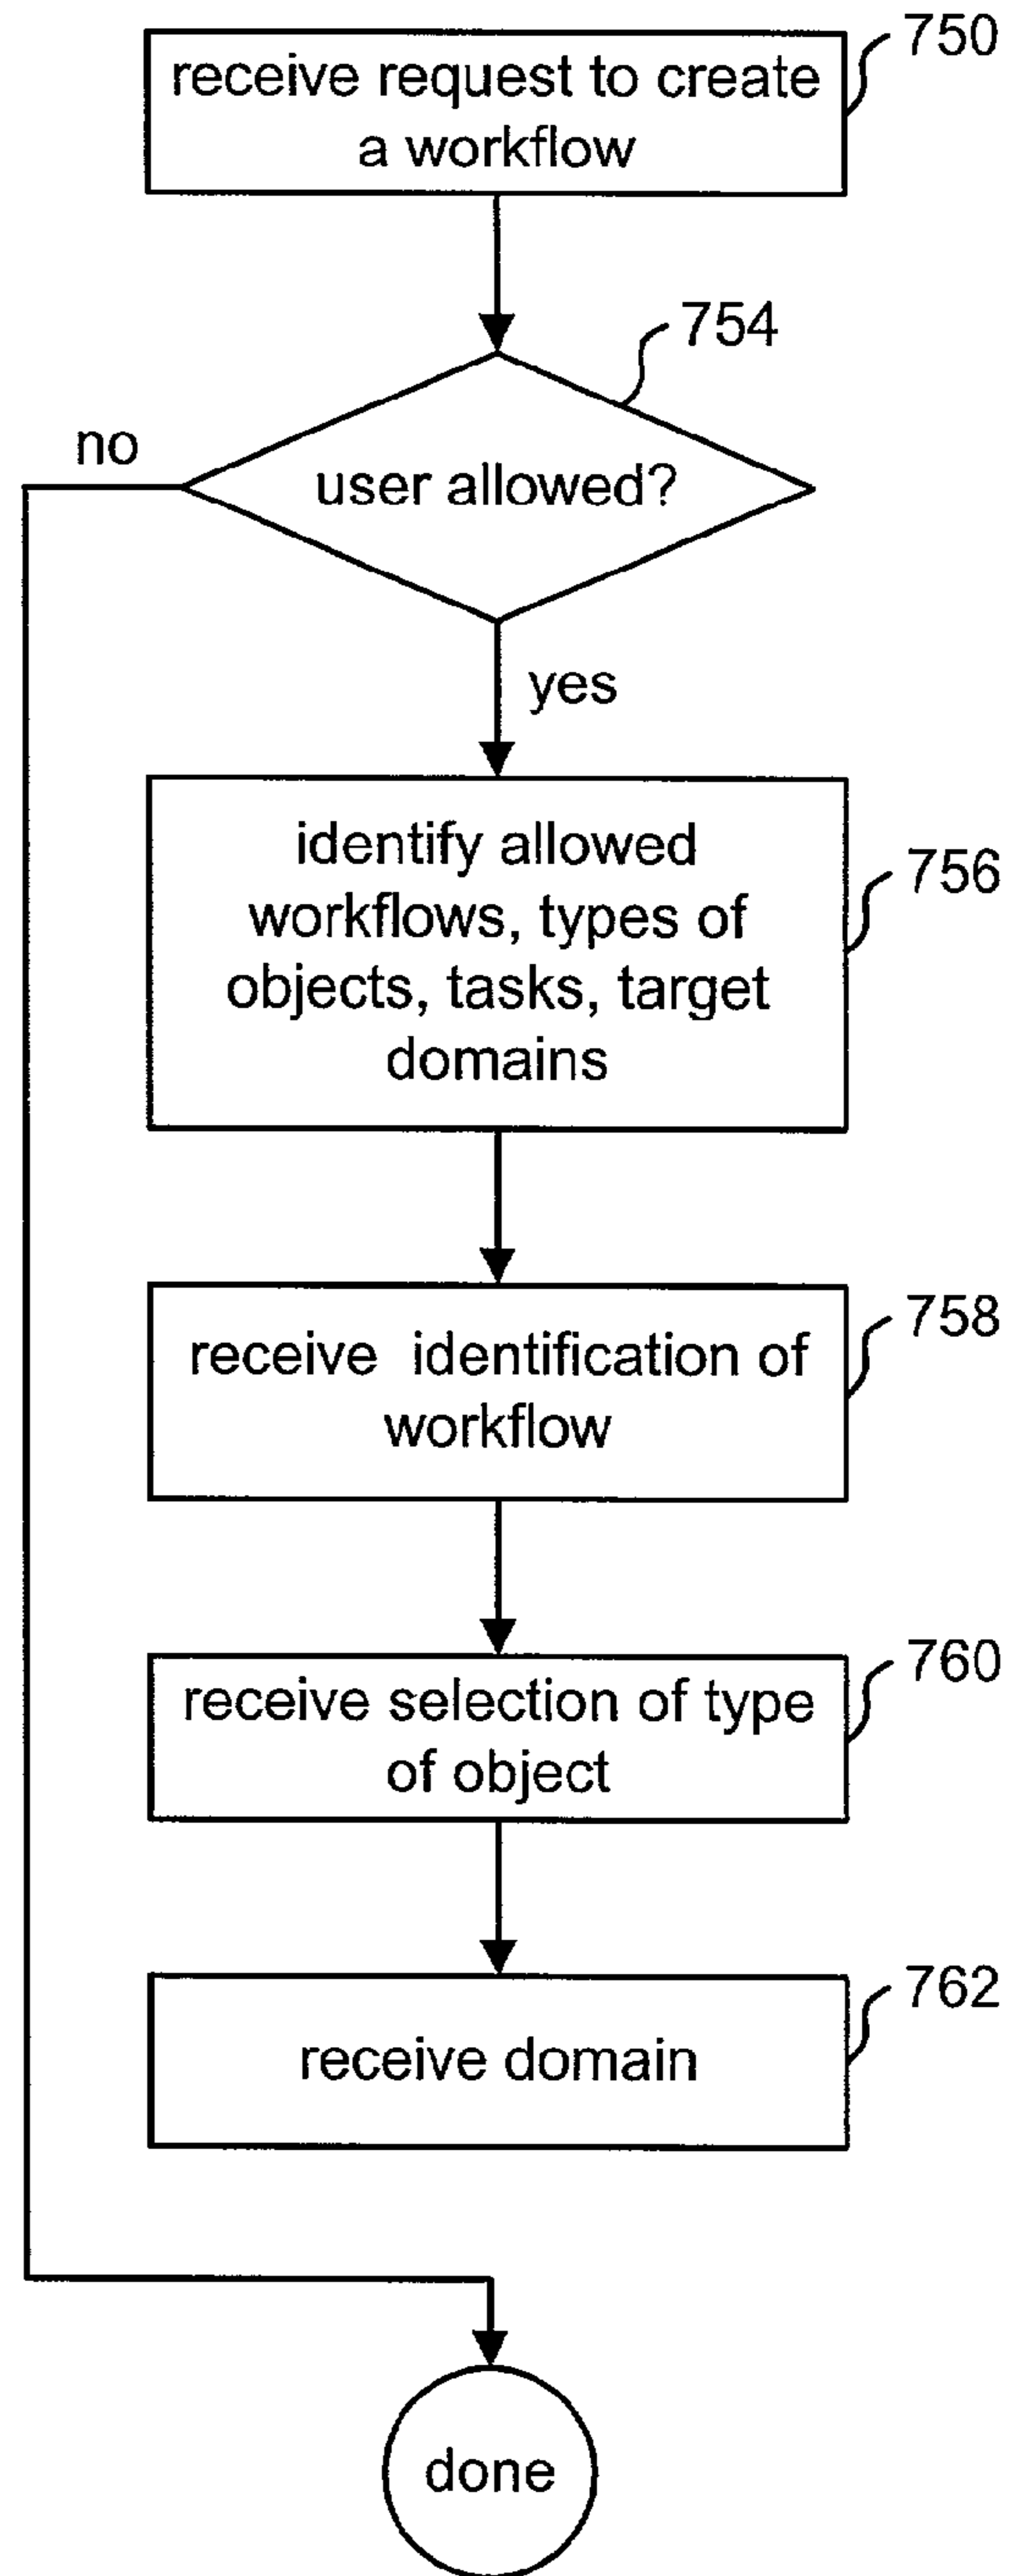 750
receive request to create
a workflow
754
no
user allowed?
yes
756
identify allowed
workflows, types of
objects, tasks, target
domains
758
receive identification of
workflow
760
receive selection of type
of object
762
receive domain
done